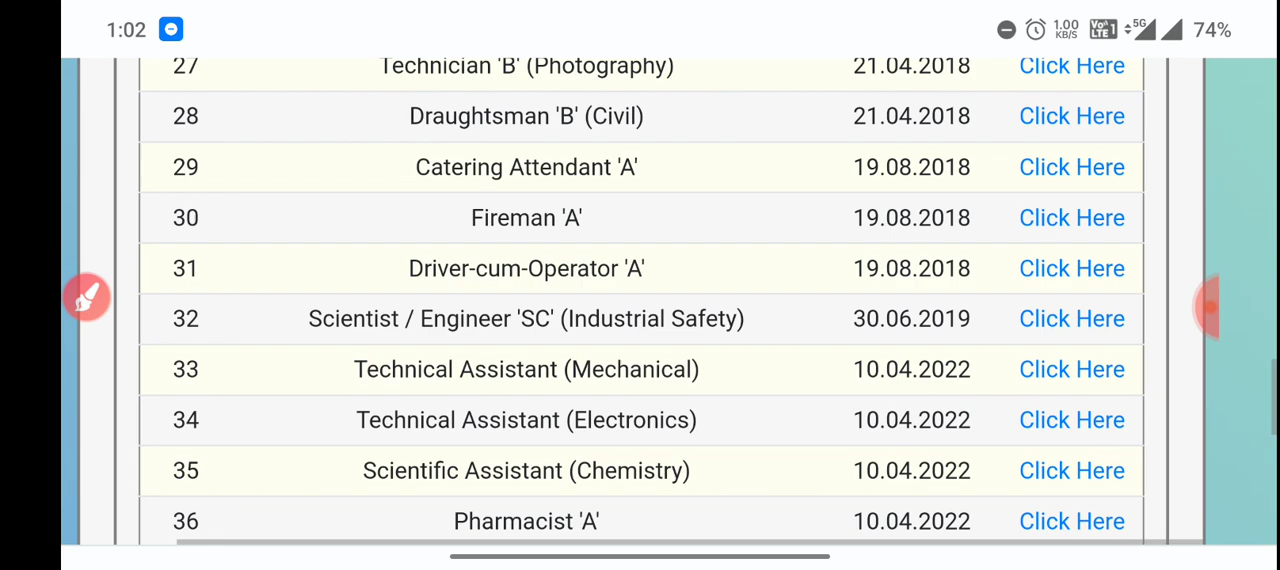 1:02 1.00 KB/S VoLTE 1 5G 74%
27 Technician 'B' (Photography) 21.04.2018 Click Here
28 Draughtsman 'B' (Civil) 21.04.2018 Click Here
29 Catering Attendant 'A' 19.08.2018 Click Here
30 Fireman 'A' 19.08.2018 Click Here
31 Driver-cum-Operator 'A' 19.08.2018 Click Here
32 Scientist / Engineer 'SC' (Industrial Safety) 30.06.2019 Click Here
33 Technical Assistant (Mechanical) 10.04.2022 Click Here
34 Technical Assistant (Electronics) 10.04.2022 Click Here
35 Scientific Assistant (Chemistry) 10.04.2022 Click Here
36 Pharmacist 'A' 10.04.2022 Click Here